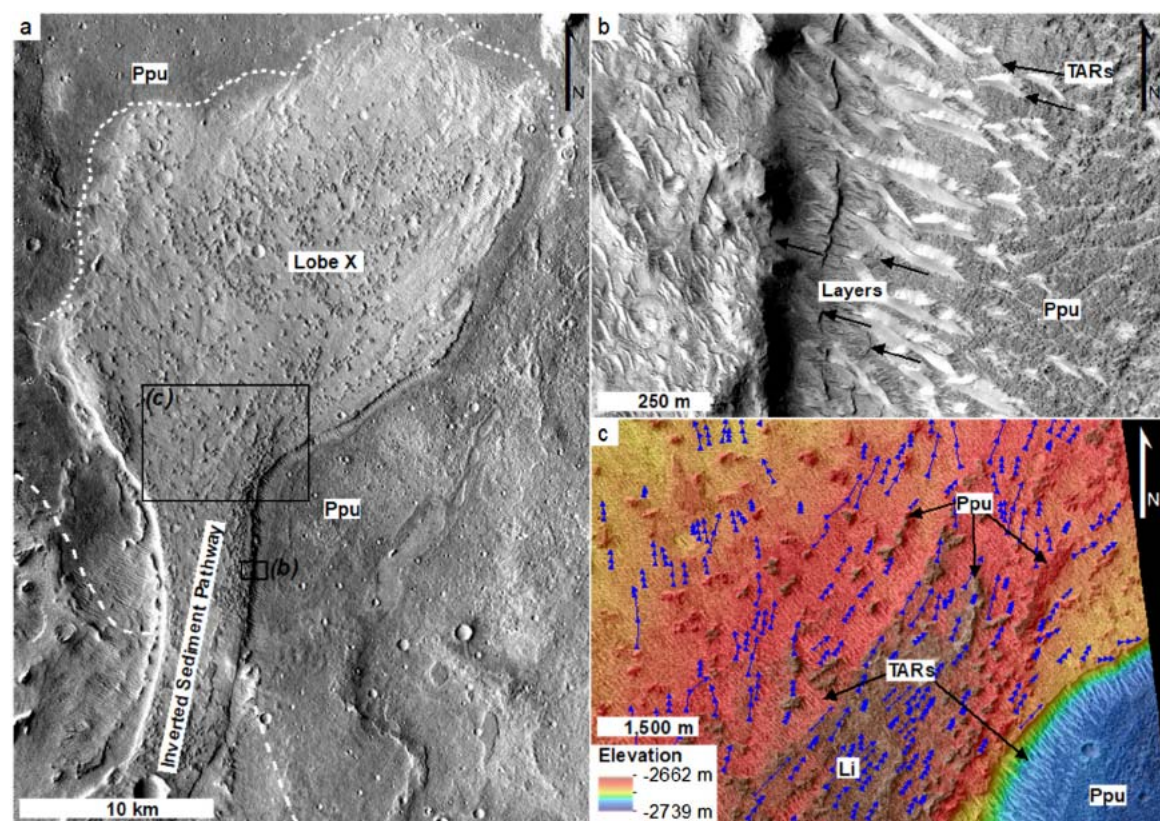 a
Ppu
N
Lobe X
(c)
Ppu
(b)
Inverted Sediment Pathway
10 km
b
TARs
N
Layers
Ppu
250 m
c
N
Ppu
TARs
1,500 m
Elevation
-2662 m
-2739 m
Li
Ppu